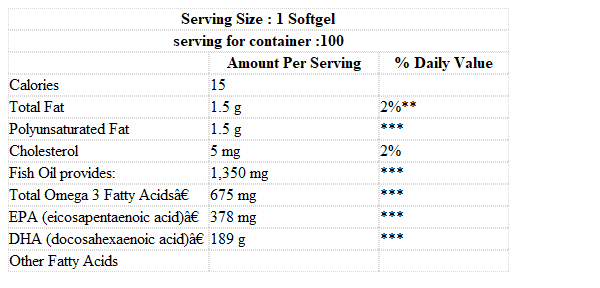 Serving Size : 1 Softgel
serving for container :100
Amount Per Serving % Daily Value
Calories 15
Total Fat 1.5 g 2%**
Polyunsaturated Fat 1.5 g ***
Cholesterol 5 mg 2%
Fish Oil provides: 1,350 mg ***
Total Omega 3 Fatty Acidsâ€ 675 mg ***
EPA (eicosapentaenoic acid)â€ 378 mg ***
DHA (docosahexaenoic acid)â€ 189 g ***
Other Fatty Acids